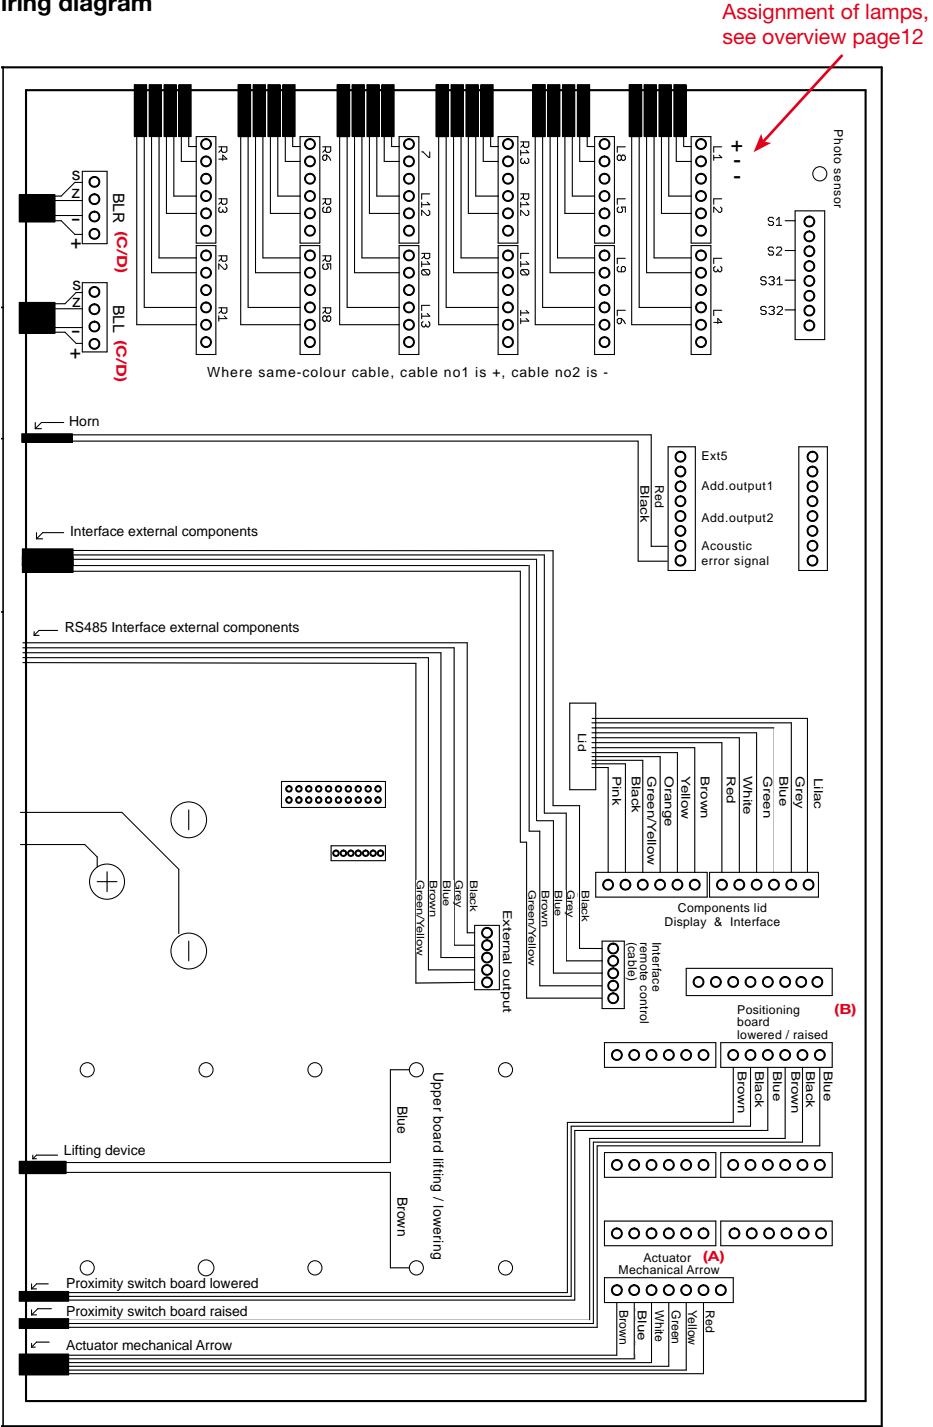 iring diagram
Assignment of lamps,
see overview page12
R4
R3
R2
R1
R6
R9
R5
R8
7
L12
R10
L13
R13
R12
L10
11
L8
L5
L9
L6
L1
L2
L3
L4
+
-
-
Photo sensor
S1
S2
S31
S32
S
Z
-
+
BLR (C/D)
S
Z
-
+
BLL (C/D)
Where same-colour cable, cable no1 is +, cable no2 is -
Horn
Black
Red
Ext5
Add.output1
Add.output2
Acoustic
error signal
Interface external components
RS485 Interface external components
Lid
Pink
Black
Green/Yellow
Orange
Yellow
Brown
Red
White
Green
Blue
Grey
Lilac
Components lid
Display & Interface
Green/Yellow
Brown
Blue
Grey
Black
External output
Green/Yellow
Brown
Blue
Grey
Black
Interface
remote control
(cable)
Positioning
board
lowered / raised
(B)
Brown
Black
Blue
Brown
Black
Blue
Upper board lifting / lowering
Blue
Brown
Lifting device
Actuator (A)
Mechanical Arrow
Brown
Blue
White
Green
Yellow
Red
Proximity switch board lowered
Proximity switch board raised
Actuator mechanical Arrow